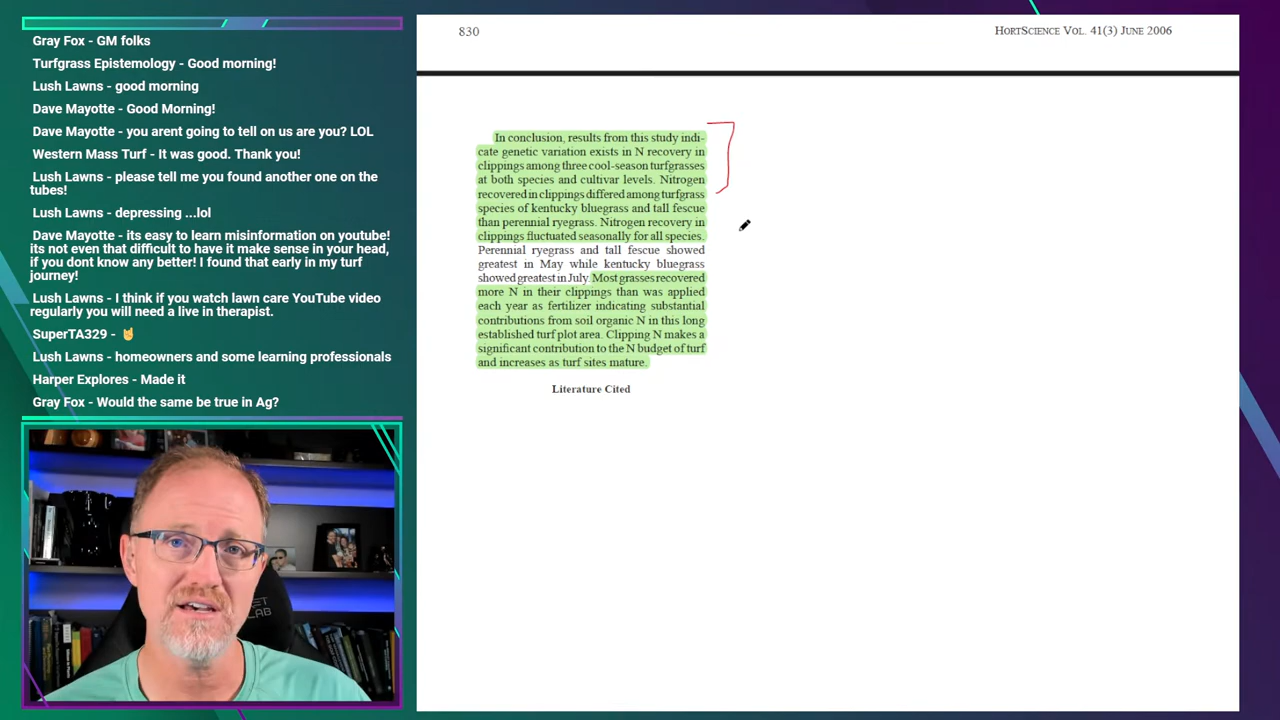 Gray Fox - GM folks
Turfgrass Epistemology - Good morning!
Lush Lawns - good morning
Dave Mayotte - Good Morning!
Dave Mayotte - you arent going to tell on us are you? LOL
Western Mass Turf - It was good. Thank you!
Lush Lawns - please tell me you found another one on the
tubes!
Lush Lawns - depressing ...lol
Dave Mayotte - its easy to learn misinformation on youtube!
its not even that difficult to have it make sense in your head,
if you dont know any better! I found that early in my turf
journey!
Lush Lawns - I think if you watch lawn care YouTube video
regularly you will need a live in therapist.
SuperTA329 - 🤘
Lush Lawns - homeowners and some learning professionals
Harper Explores - Made it
Gray Fox - Would the same be true in Ag?
830
HORTSCIENCE VOL. 41(3) JUNE 2006
In conclusion, results from this study indi-
cate genetic variation exists in N recovery in
clippings among three cool-season turfgrasses
at both species and cultivar levels. Nitrogen
recovered in clippings differed among turfgrass
species of kentucky bluegrass and tall fescue
than perennial ryegrass. Nitrogen recovery in
clippings fluctuated seasonally for all species.
Perennial ryegrass and tall fescue showed
greatest in May while kentucky bluegrass
showed greatest in July. Most grasses recovered
more N in their clippings than was applied
each year as fertilizer indicating substantial
contributions from soil organic N in this long
established turf plot area. Clipping N makes a
significant contribution to the N budget of turf
and increases as turf sites mature.
Literature Cited